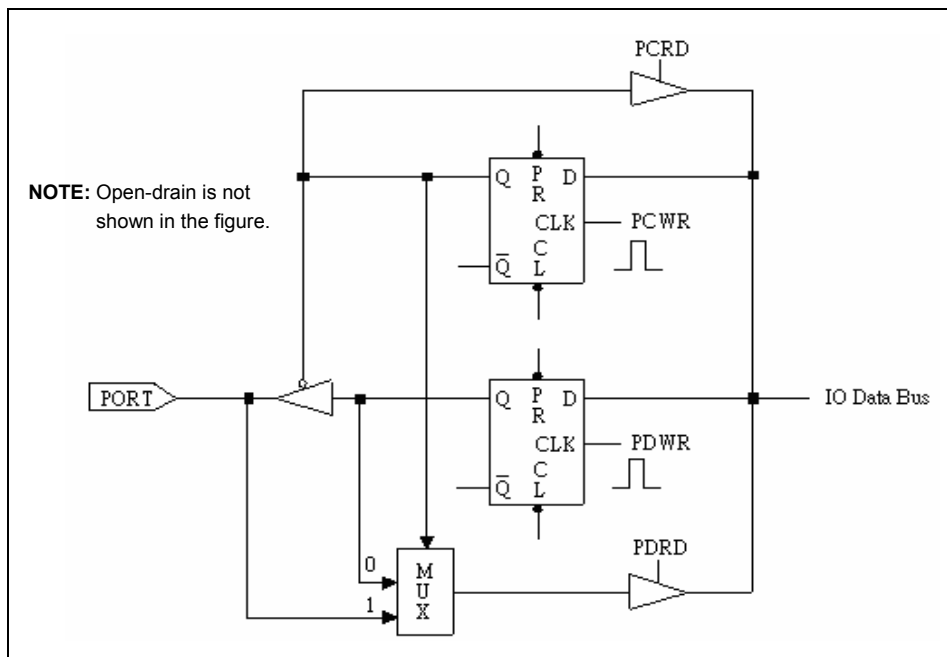 PCRD
NOTE: Open-drain is not
shown in the figure.
Q P R D
CLK PCWR
Q̅ C L
PORT
Q P R D
IO Data Bus
CLK PDWR
Q̅ C L
0
1
MUX
PDRD